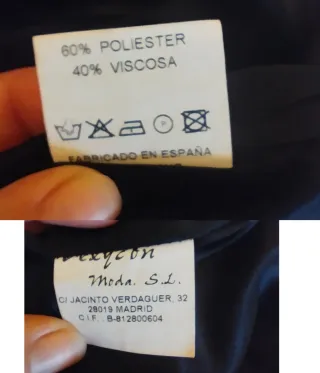 60% POLIESTER
40% VISCOSA
FABRICADO EN ESPAÑA
Moda. S.L.
C/ JACINTO VERDAGUER, 32
28019 MADRID
C.I.F.: B-812800604